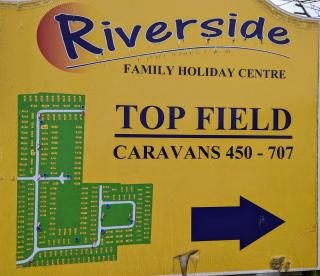 Riverside
FAMILY HOLIDAY CENTRE
TOP FIELD
CARAVANS 450 - 707